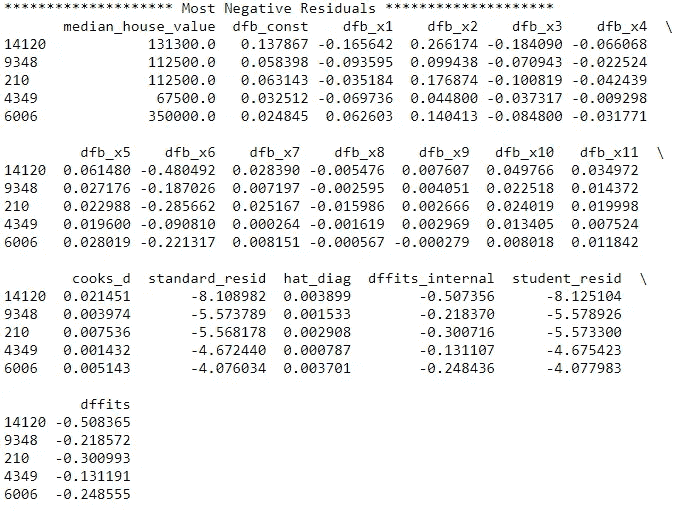 ******************** Most Negative Residuals ********************
median_house_value dfb_const dfb_x1 dfb_x2 dfb_x3 dfb_x4 \
14120 131300.0 0.137867 -0.165642 0.266174 -0.184090 -0.066068
9348 112500.0 0.058398 -0.093595 0.099438 -0.070943 -0.022524
210 112500.0 0.063143 -0.035184 0.176874 -0.100819 -0.042439
4349 67500.0 0.032512 -0.069736 0.044800 -0.037317 -0.009298
6006 350000.0 0.024845 0.062603 0.140413 -0.084800 -0.031771
dfb_x5 dfb_x6 dfb_x7 dfb_x8 dfb_x9 dfb_x10 dfb_x11 \
14120 0.061480 -0.480492 0.028390 -0.005476 0.007607 0.049766 0.034972
9348 0.027176 -0.187026 0.007197 -0.002595 0.004051 0.022518 0.014372
210 0.022988 -0.285662 0.025167 -0.015986 0.002666 0.024019 0.019998
4349 0.019600 -0.090810 0.000264 -0.001619 0.002969 0.013405 0.007524
6006 0.028019 -0.221317 0.008151 -0.000567 -0.000279 0.008018 0.011842
cooks_d standard_resid hat_diag dffits_internal student_resid \
14120 0.021451 -8.108982 0.003899 -0.507356 -8.125104
9348 0.003974 -5.573789 0.001533 -0.218370 -5.578926
210 0.007536 -5.568178 0.002908 -0.300716 -5.573300
4349 0.001432 -4.672440 0.000787 -0.131107 -4.675423
6006 0.005143 -4.076034 0.003701 -0.248436 -4.077983
dffits
14120 -0.508365
9348 -0.218572
210 -0.300993
4349 -0.131191
6006 -0.248555